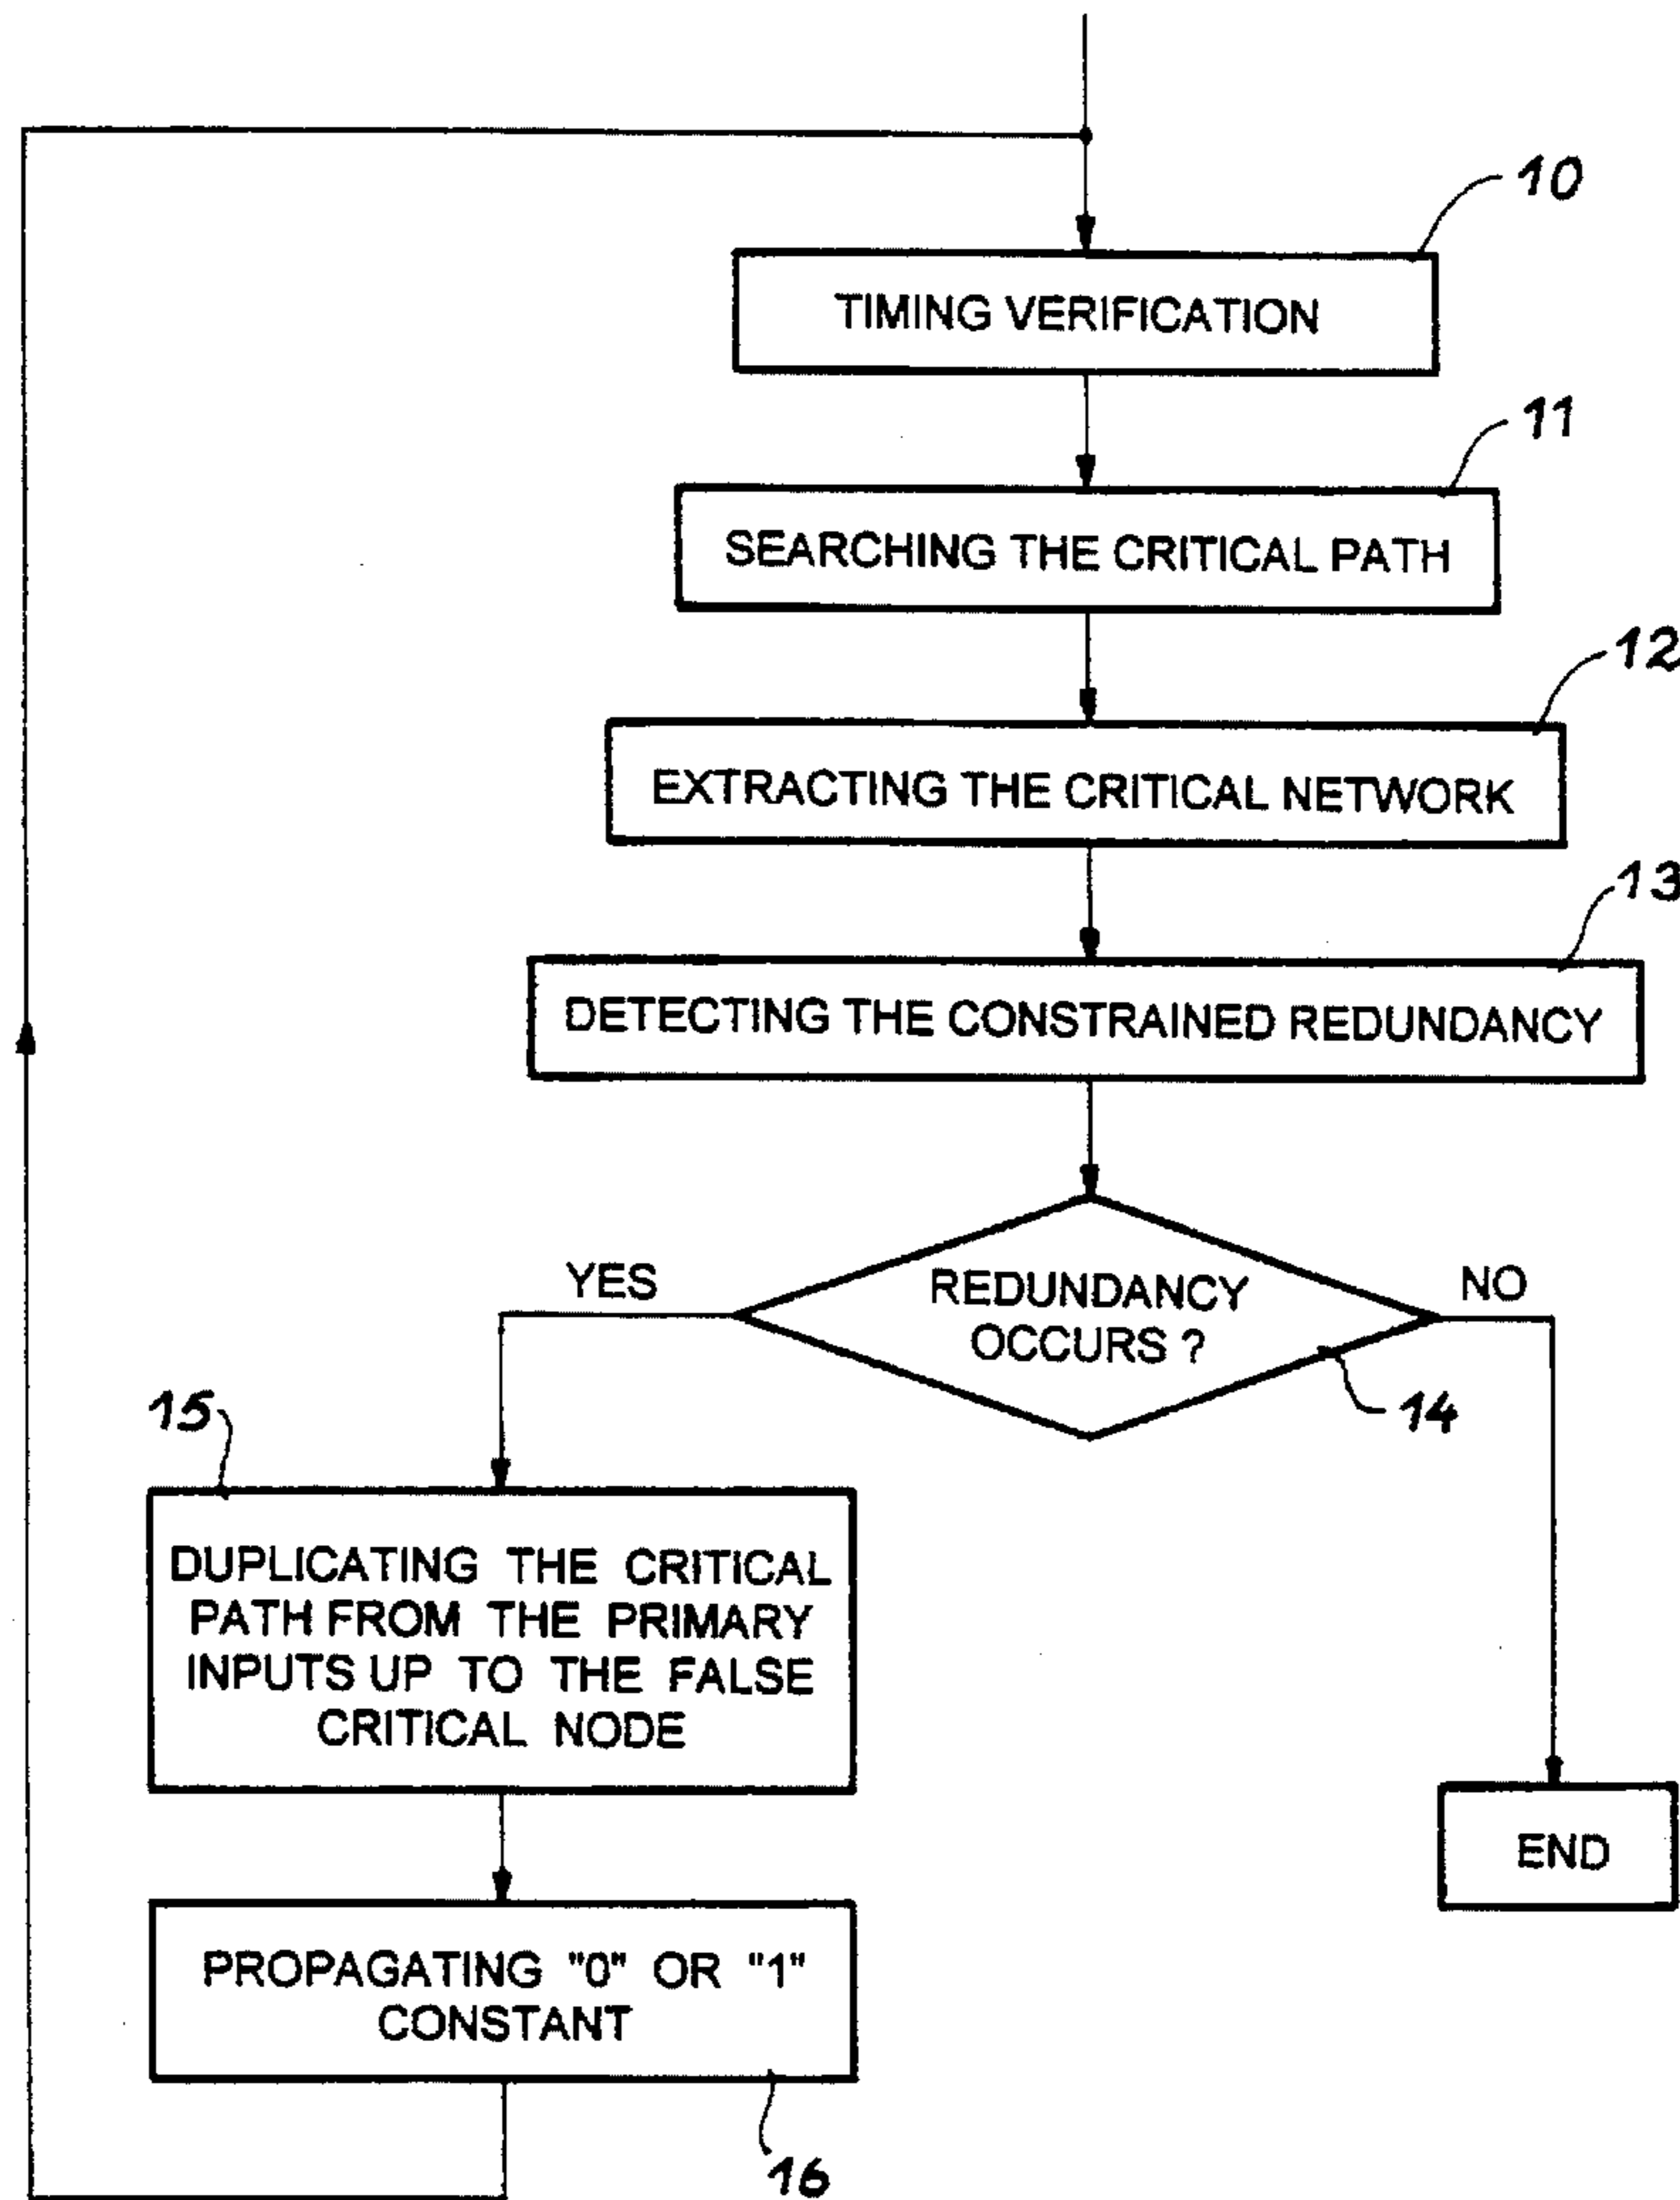 10
TIMING VERIFICATION
11
SEARCHING THE CRITICAL PATH
12
EXTRACTING THE CRITICAL NETWORK
13
DETECTING THE CONSTRAINED REDUNDANCY
YES
REDUNDANCY
OCCURS ?
NO
14
15
DUPLICATING THE CRITICAL
PATH FROM THE PRIMARY
INPUTS UP TO THE FALSE
CRITICAL NODE
END
PROPAGATING "0" OR "1"
CONSTANT
16